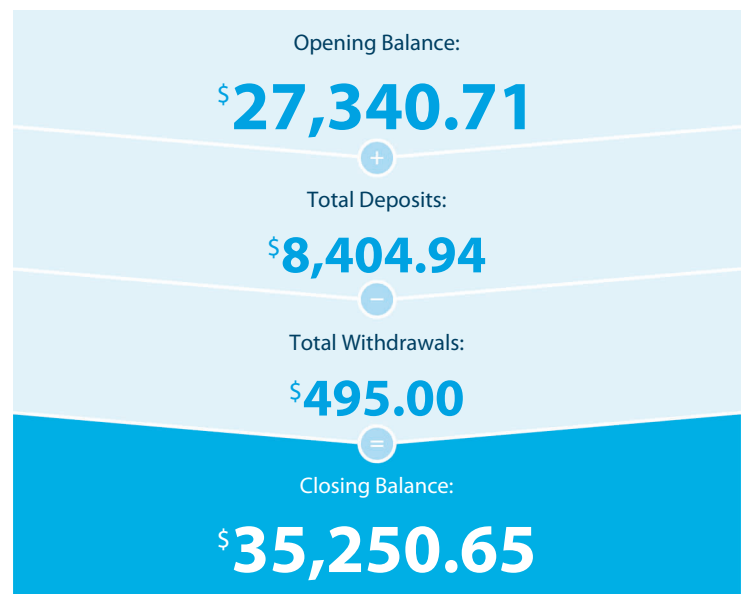 Opening Balance:
$27,340.71
+
Total Deposits:
$8,404.94
−
Total Withdrawals:
$495.00
=
Closing Balance:
$35,250.65